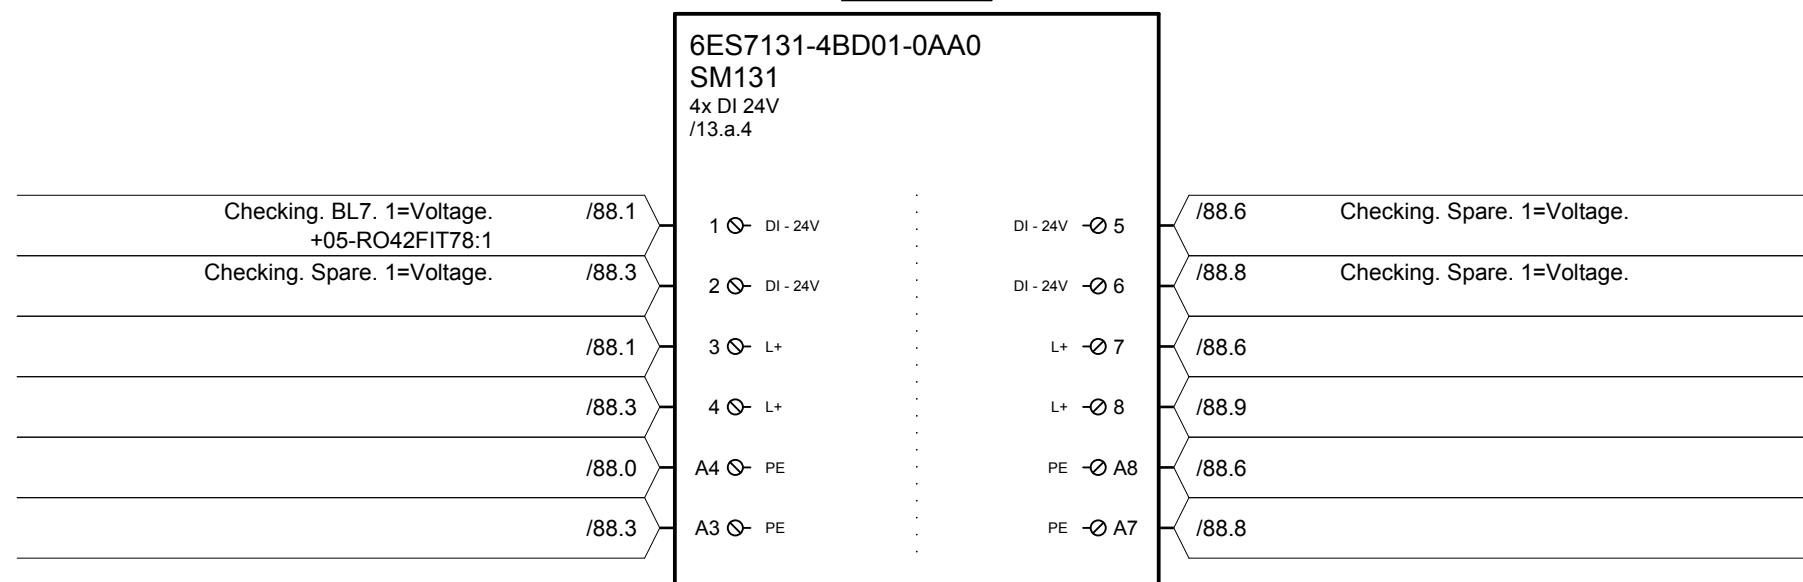 6ES7131-4BD01-0AA0
SM131
4x DI 24V
/13.a.4
Checking. BL7. 1=Voltage. /88.1 1 DI - 24V DI - 24V 5 /88.6 Checking. Spare. 1=Voltage.
+05-RO42FIT78:1
Checking. Spare. 1=Voltage. /88.3 2 DI - 24V DI - 24V 6 /88.8 Checking. Spare. 1=Voltage.
/88.1 3 L+ L+ 7 /88.6
/88.3 4 L+ L+ 8 /88.9
/88.0 A4 PE PE A8 /88.6
/88.3 A3 PE PE A7 /88.8